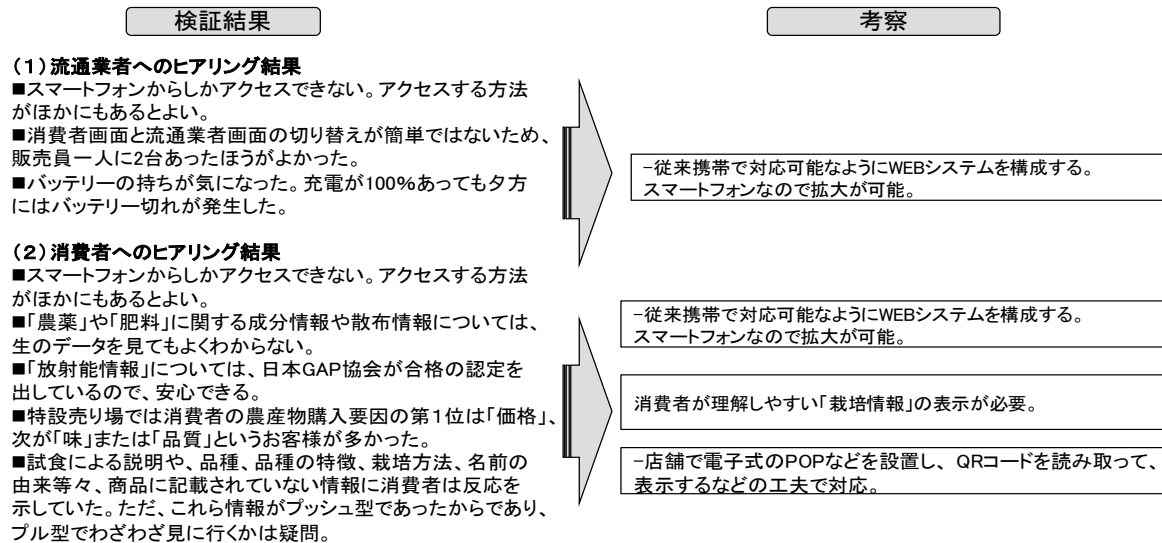 検証結果
考察
（１）流通業者へのヒアリング結果
■スマートフォンからしかアクセスできない。アクセスする方法
がほかにもあるとよい。
■消費者画面と流通業者画面の切り替えが簡単ではないため、
販売員一人に2台あったほうがよかった。
■バッテリーの持ちが気になった。充電が100%あっても夕方
にはバッテリー切れが発生した。
－従来携帯で対応可能なようにWEBシステムを構成する。
スマートフォンなので拡大が可能。
（２）消費者へのヒアリング結果
■スマートフォンからしかアクセスできない。アクセスする方法
がほかにもあるとよい。
■「農薬」や「肥料」に関する成分情報や散布情報については、
生のデータを見てもよくわからない。
■「放射能情報」については、日本GAP協会が合格の認定を
出しているので、安心できる。
■特設売り場では消費者の農産物購入要因の第１位は「価格」、
次が「味」または「品質」というお客様が多かった。
■試食による説明や、品種、品種の特徴、栽培方法、名前の
由来等々、商品に記載されていない情報に消費者は反応を
示していた。ただ、これら情報がプッシュ型であったからであり、
プル型でわざわざ見に行くかは疑問。
－従来携帯で対応可能なようにWEBシステムを構成する。
スマートフォンなので拡大が可能。
消費者が理解しやすい「栽培情報」の表示が必要。
－店舗で電子式のPOPなどを設置し、QRコードを読み取って、
表示するなどの工夫で対応。